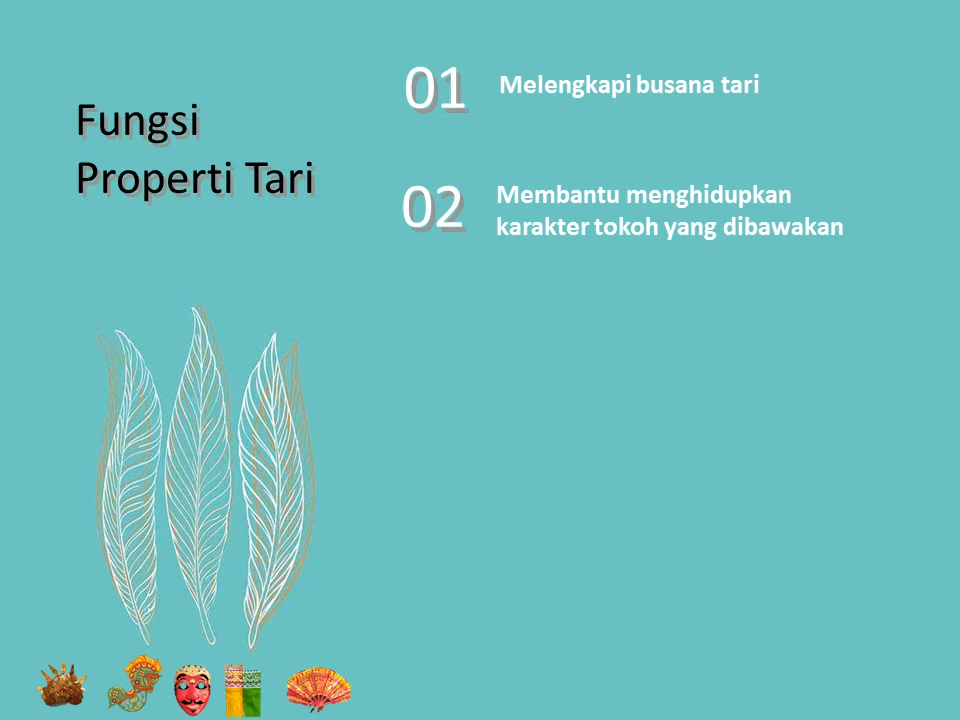 Fungsi
Properti Tari
01
Melengkapi busana tari
02
Membantu menghidupkan
karakter tokoh yang dibawakan